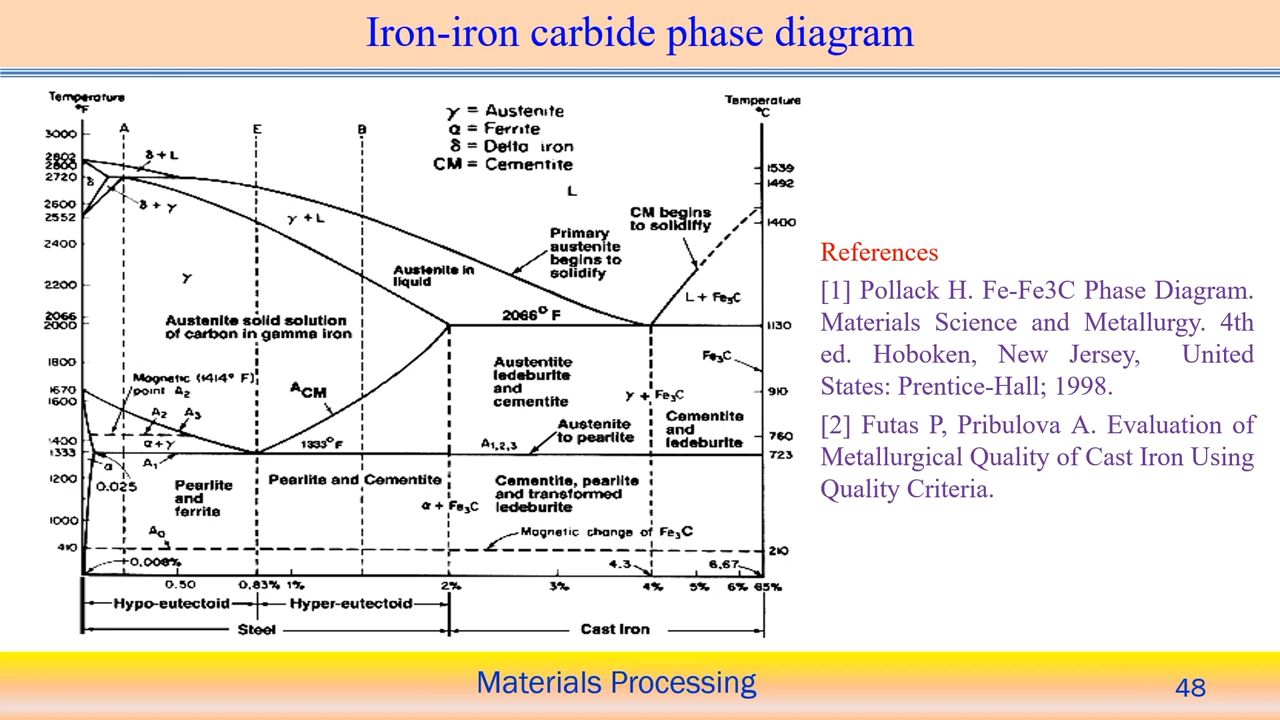 Iron-iron carbide phase diagram
Temperature
°F
Temperature
°C
A
E
B
γ = Austenite
α = Ferrite
δ = Delta iron
CM = Cementite
3000
2802
2800
2720
2600
2552
2400
2200
2066
2000
1800
1670
1600
1400
1333
1200
1000
410
1539
1492
1400
1130
910
760
723
210
δ + L
δ
δ + γ
γ + L
γ
L
CM begins
to solidify
Primary
austenite
begins to
solidify
Austenite in
liquid
L + Fe₃C
2066° F
Austenite solid solution
of carbon in gamma iron
Austentite
ledeburite
and
cementite
Fe₃C
γ + Fe₃C
Magnetic (1414° F)
point A₂
A₂
A₃
ACM
α + γ
1333° F
A₁,₂,₃
Austenite
to pearlite
Cementite
and
ledeburite
α
A₁
0.025
Pearlite
and
ferrite
Pearlite and Cementite
α + Fe₃C
Cementite, pearlite
and transformed
ledeburite
A₀
Magnetic change of Fe₃C
0.008%
4.3
6.67
0.50
0.83%
1%
2%
3%
4%
5%
6%
65%
Hypo-eutectoid
Hyper-eutectoid
Steel
Cast Iron
References
[1] Pollack H. Fe-Fe3C Phase Diagram.
Materials Science and Metallurgy. 4th
ed. Hoboken, New Jersey, United
States: Prentice-Hall; 1998.
[2] Futas P, Pribulova A. Evaluation of
Metallurgical Quality of Cast Iron Using
Quality Criteria.
Materials Processing
48